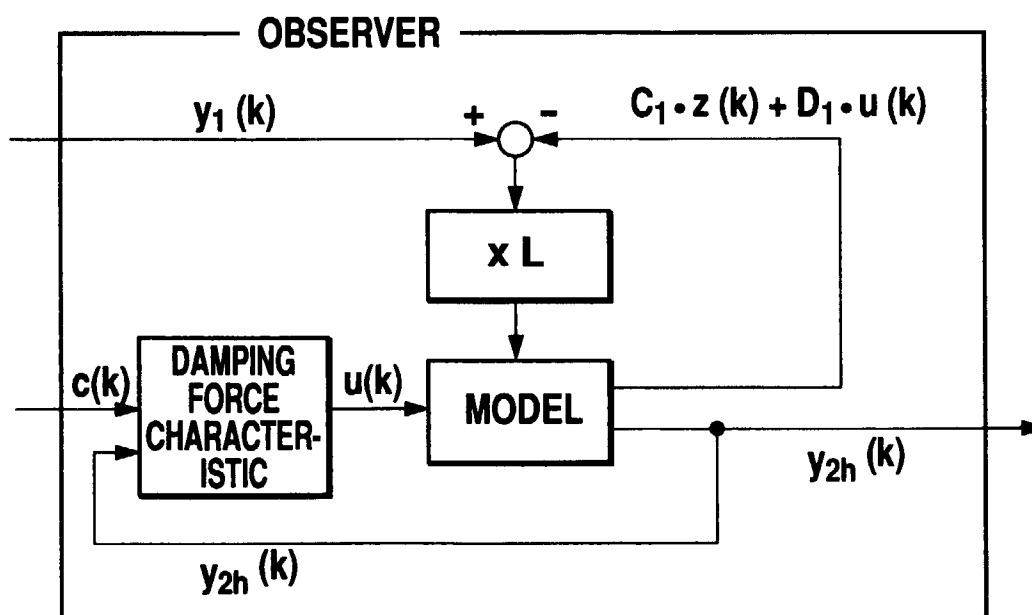 OBSERVER
y₁ (k)
+
−
C₁ • z (k) + D₁ • u (k)
x L
c(k)
DAMPING
FORCE
CHARACTER-
ISTIC
u(k)
MODEL
y₂ₕ (k)
y₂ₕ (k)